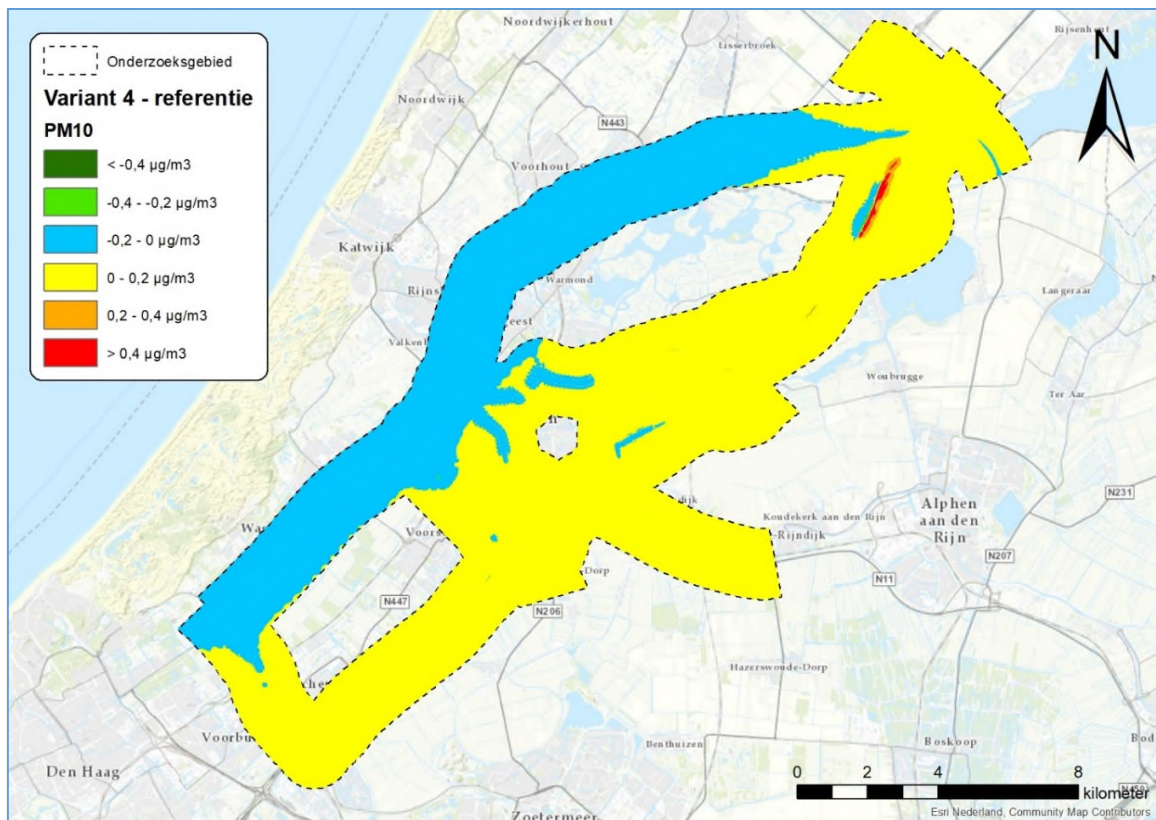 Onderzoeksgebied
Variant 4 - referentie
PM10
< -0,4 µg/m3
-0,4 - -0,2 µg/m3
-0,2 - 0 µg/m3
0 - 0,2 µg/m3
0,2 - 0,4 µg/m3
> 0,4 µg/m3
Noordwijkerhout
Lisserbroek
Rijsenhout
N
Noordwijk
N443
Voorhout
Katwijk
Rijns
Warmond
Langeraar
Valkenb
eest
Woubrugge
Ter Aar
n
Alphen
aan den
Rijn
N231
Koudekerk aan den Rijn
dijk
-Rijndijk
Voors
Dorp
N207
N11
N447
N206
Hazerswoude-Dorp
Voorbu
Benthuizen
Boskoop
Den Haag
Zoetermeer
0 2 4 8
kilometer
Esri Nederland, Community Map Contributors